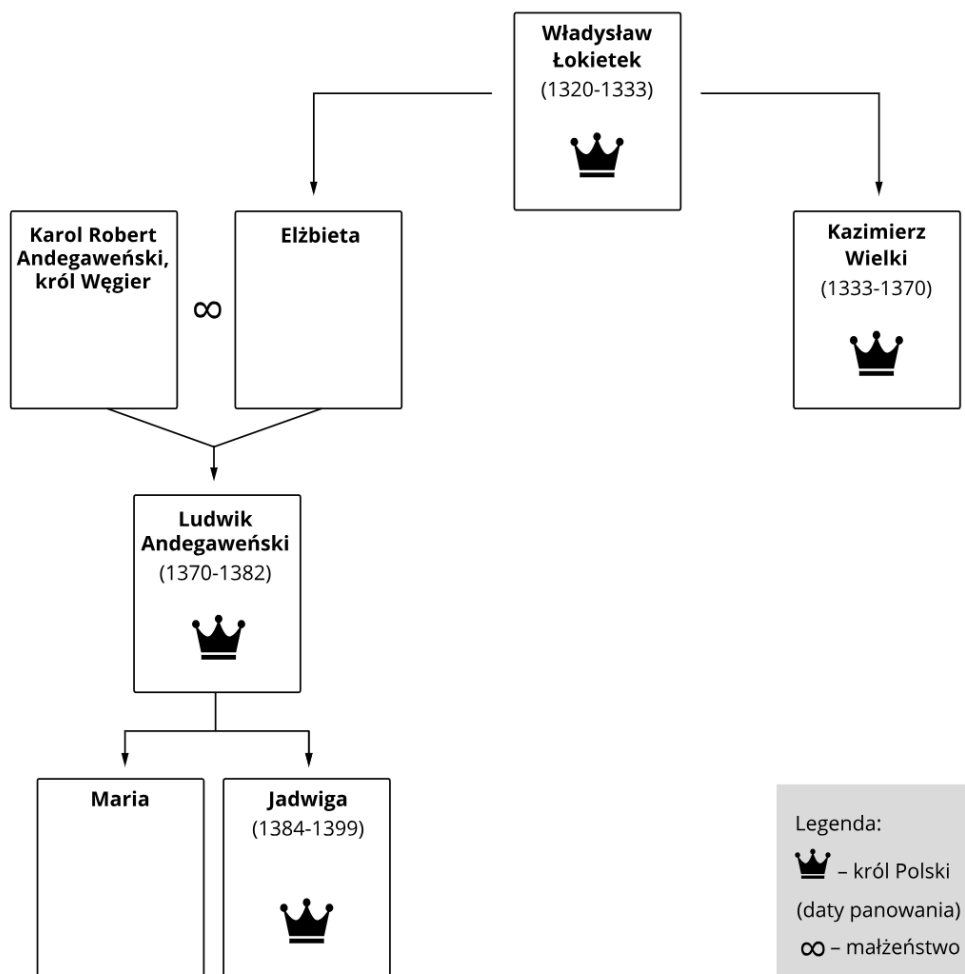 Władysław
Łokietek
(1320-1333)
Karol Robert
Andegaweński,
król Węgier
∞
Elżbieta
Kazimierz
Wielki
(1333-1370)
Ludwik
Andegaweński
(1370-1382)
Maria
Jadwiga
(1384-1399)
Legenda:
– król Polski
(daty panowania)
∞ – małżeństwo